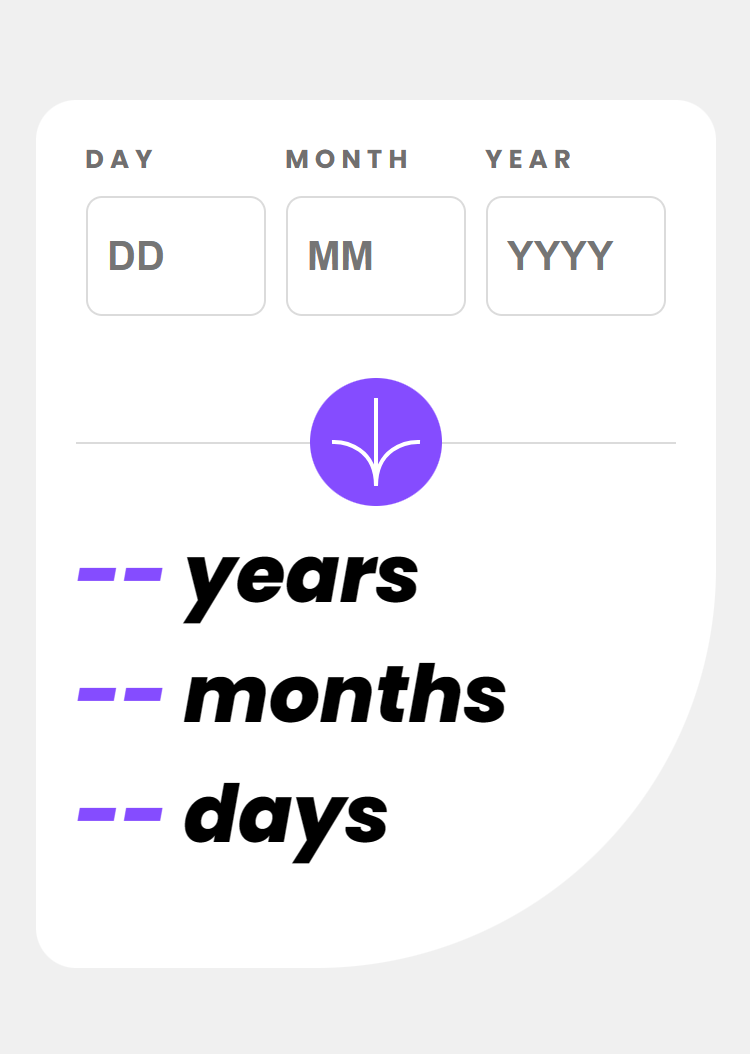 DAY MONTH YEAR
DD MM YYYY
-- years
-- months
-- days